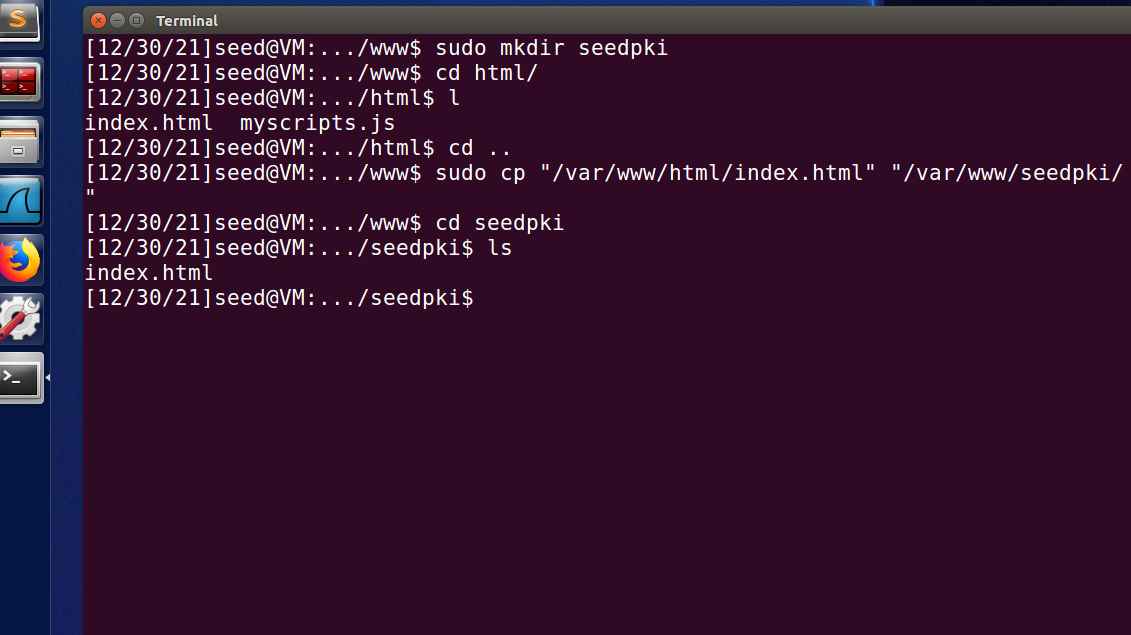 Terminal
[12/30/21]seed@VM:.../www$ sudo mkdir seedpki
[12/30/21]seed@VM:.../www$ cd html/
[12/30/21]seed@VM:.../html$ l
index.html  myscripts.js
[12/30/21]seed@VM:.../html$ cd ..
[12/30/21]seed@VM:.../www$ sudo cp "/var/www/html/index.html" "/var/www/seedpki/
"
[12/30/21]seed@VM:.../www$ cd seedpki
[12/30/21]seed@VM:.../seedpki$ ls
index.html
[12/30/21]seed@VM:.../seedpki$